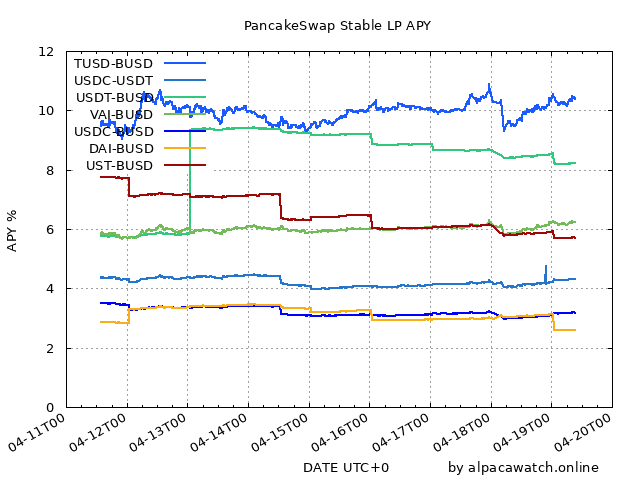 PancakeSwap Stable LP APY
12
10
8
6
4
2
0
APY %
TUSD-BUSD
USDC-USDT
USDT-BUSD
VAI-BUSD
USDC-BUSD
DAI-BUSD
UST-BUSD
04-11T00
04-12T00
04-13T00
04-14T00
04-15T00
04-16T00
04-17T00
04-18T00
04-19T00
04-20T00
DATE UTC+0
by alpacawatch.online